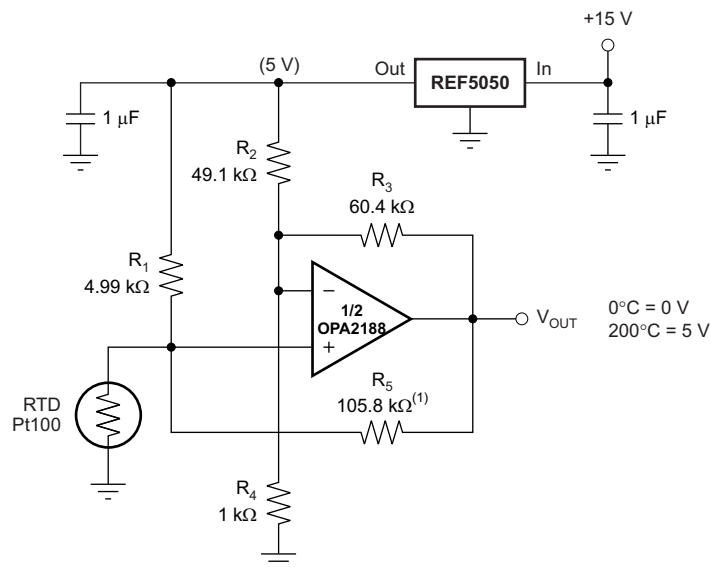 +15 V
(5 V)
Out
REF5050
In
1 μF
1 μF
R2
49.1 kΩ
R3
60.4 kΩ
R1
4.99 kΩ
1/2
OPA2188
−
+
VOUT
0°C = 0 V
200°C = 5 V
R5
105.8 kΩ(1)
RTD
Pt100
R4
1 kΩ